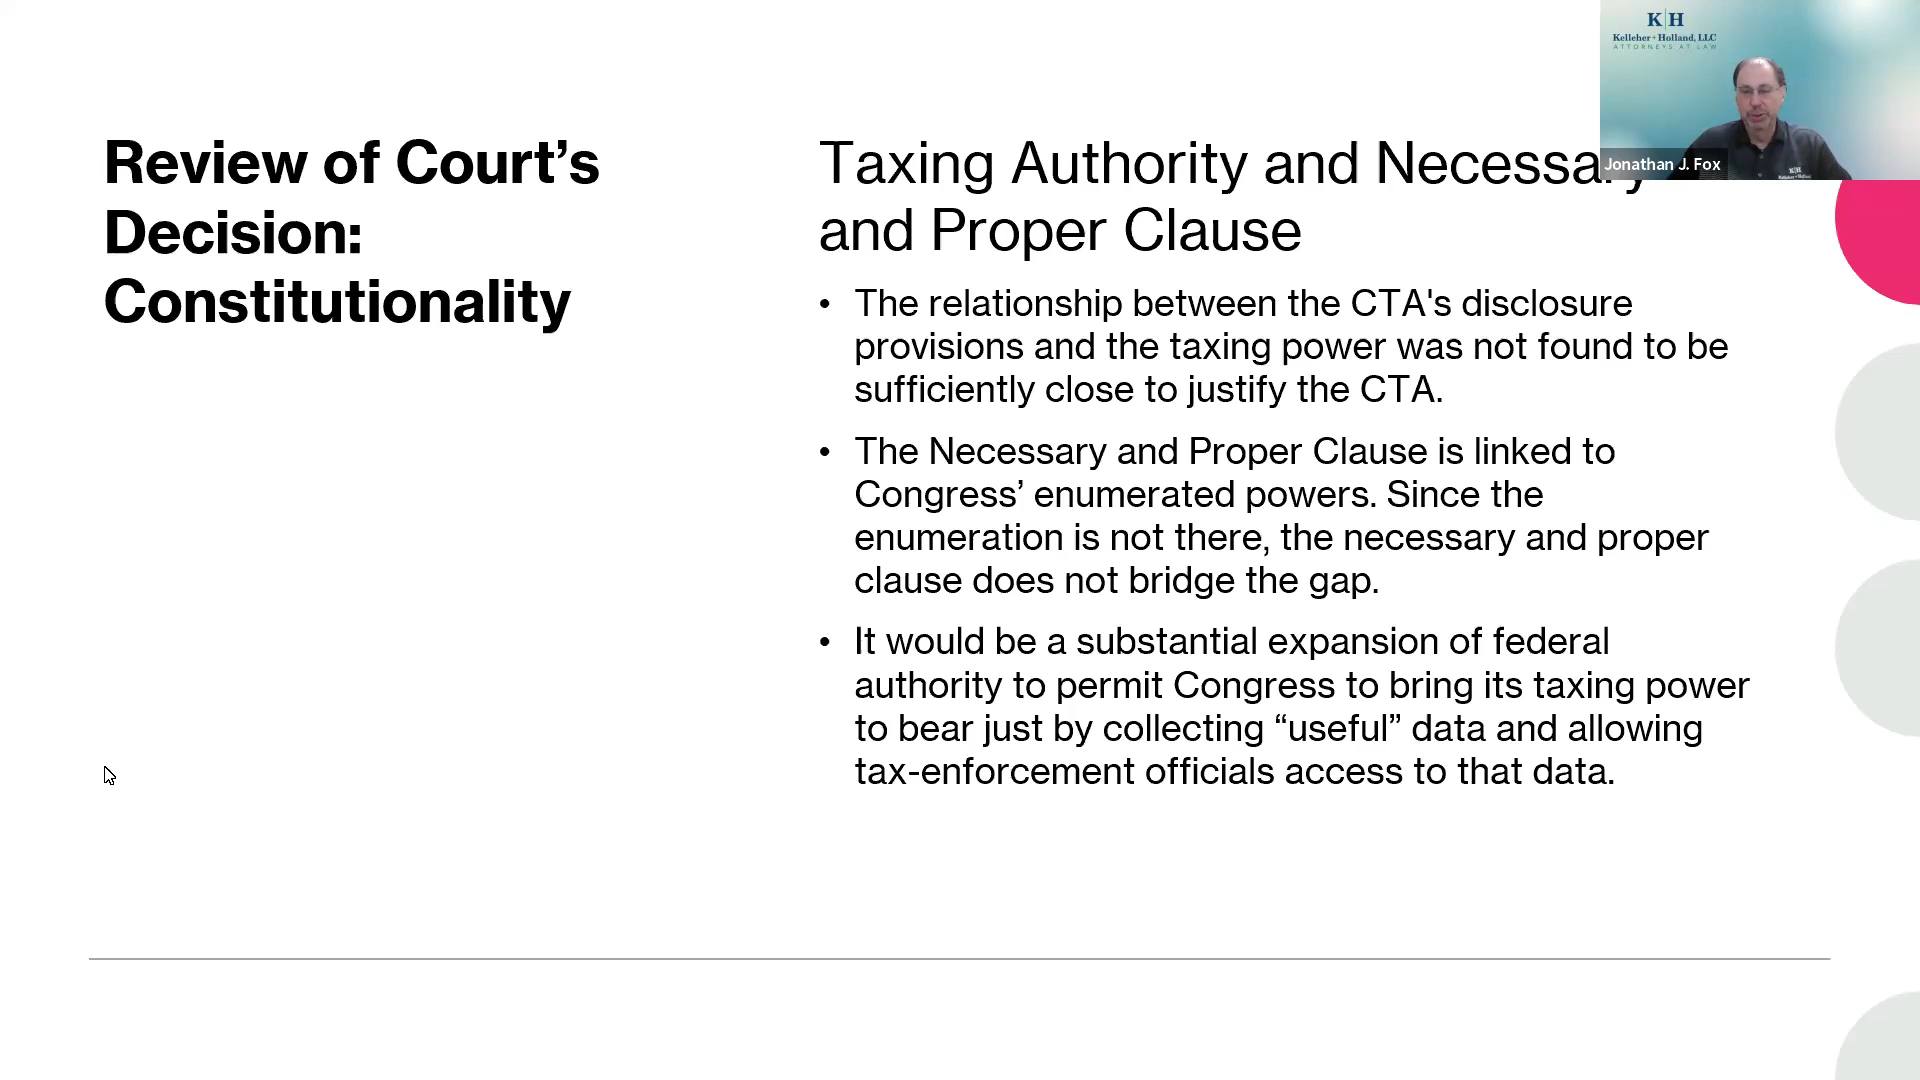 K|H
Kelleher + Holland, LLC
ATTORNEYS AT LAW
Jonathan J. Fox
Review of Court’s
Decision:
Constitutionality
Taxing Authority and Necessary
and Proper Clause
• The relationship between the CTA's disclosure
provisions and the taxing power was not found to be
sufficiently close to justify the CTA.
• The Necessary and Proper Clause is linked to
Congress’ enumerated powers. Since the
enumeration is not there, the necessary and proper
clause does not bridge the gap.
• It would be a substantial expansion of federal
authority to permit Congress to bring its taxing power
to bear just by collecting “useful” data and allowing
tax-enforcement officials access to that data.
K|H